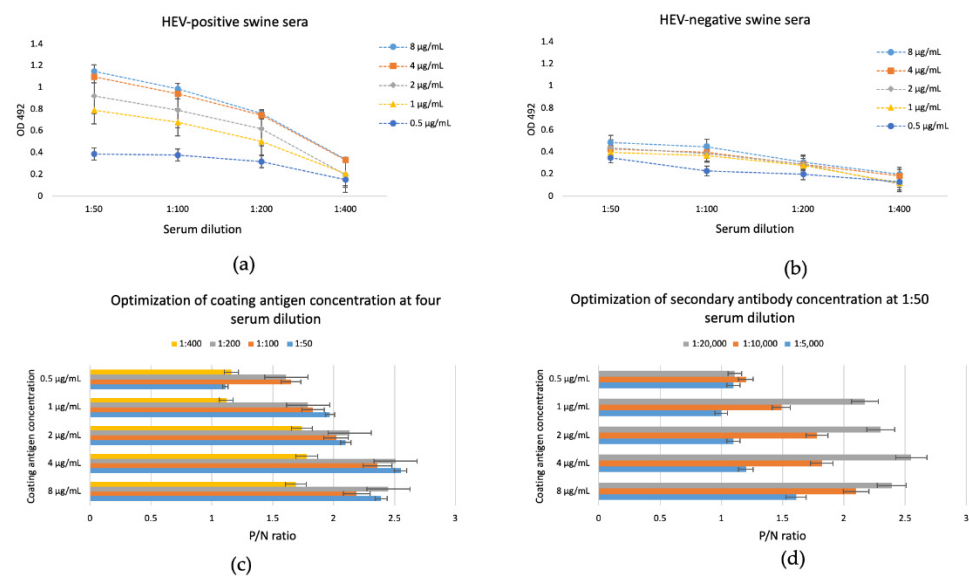 HEV-positive swine sera
1.4
1.2
1
0.8
0.6
0.4
0.2
0
OD 492
1:50 1:100 1:200 1:400
Serum dilution
8 µg/mL
4 µg/mL
2 µg/mL
1 µg/mL
0.5 µg/mL
(a)
HEV-negative swine sera
1.4
1.2
1
0.8
0.6
0.4
0.2
0
OD 492
1:50 1:100 1:200 1:400
Serum dilution
8 µg/mL
4 µg/mL
2 µg/mL
1 µg/mL
0.5 µg/mL
(b)
Optimization of coating antigen concentration at four
serum dilution
1:400 1:200 1:100 1:50
Coating antigen concentration
0.5 µg/mL
1 µg/mL
2 µg/mL
4 µg/mL
8 µg/mL
0 0.5 1 1.5 2 2.5 3
P/N ratio
(c)
Optimization of secondary antibody concentration at 1:50
serum dilution
1:20,000 1:10,000 1:5,000
Coating antigen concentration
0.5 µg/mL
1 µg/mL
2 µg/mL
4 µg/mL
8 µg/mL
0 0.5 1 1.5 2 2.5 3
P/N ratio
(d)